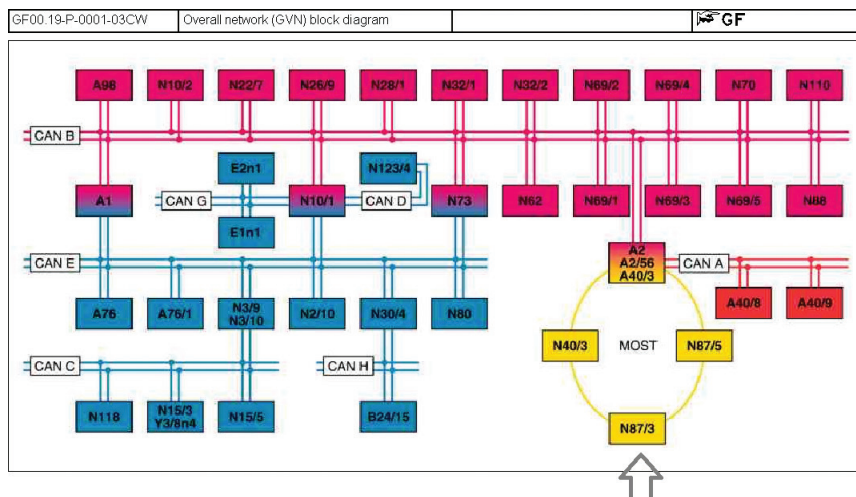 GF00.19-P-0001-03CW Overall network (GVN) block diagram GF
A98 N10/2 N22/7 N26/9 N28/1 N32/1 N32/2 N69/2 N69/4 N70 N110
CAN B
E2n1 N123/4
A1 CAN G N10/1 CAN D N73 N62 N69/1 N69/3 N69/5 N88
E1n1
A2
A2/56
A40/3
CAN E CAN A
A76 A76/1 N3/9 N2/10 N30/4 N80 A40/8 A40/9
N3/10
N40/3 MOST N87/5
CAN C CAN H
N118 N15/3 N15/5 B24/15
Y3/8n4
N87/3